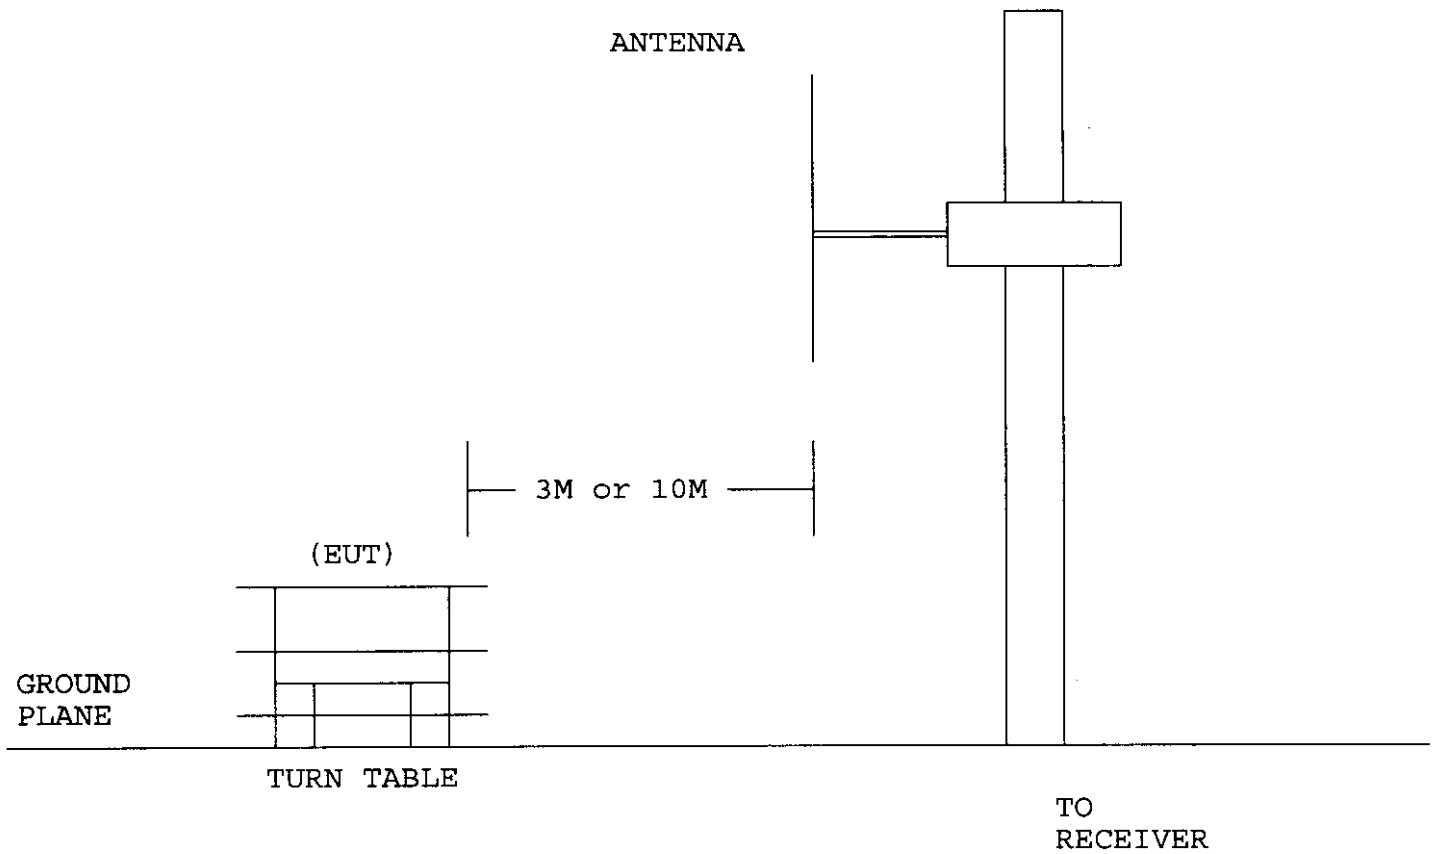 ANTENNA
3M or 10M
(EUT)
GROUND
PLANE
TURN TABLE
TO
RECEIVER